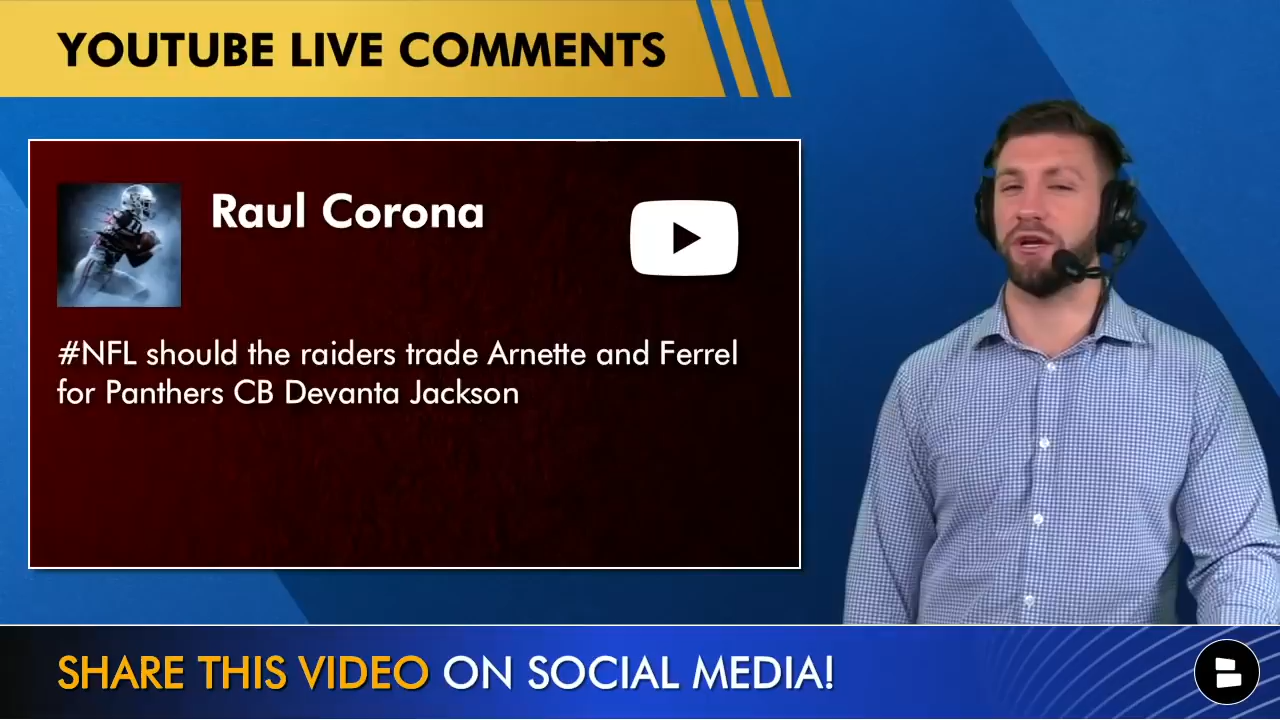 YOUTUBE LIVE COMMENTS
Raul Corona
#NFL should the raiders trade Arnette and Ferrel
for Panthers CB Devanta Jackson
SHARE THIS VIDEO ON SOCIAL MEDIA!